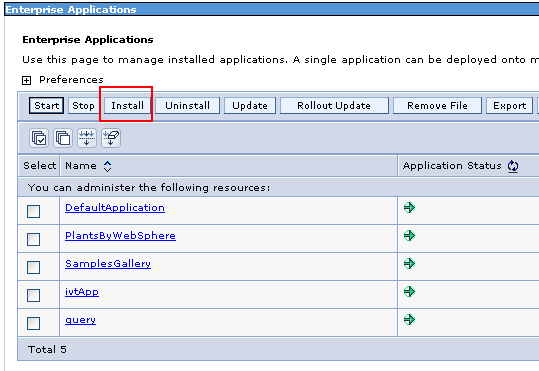 Enterprise Applications
Enterprise Applications
Use this page to manage installed applications. A single application can be deployed onto m
Preferences
Start Stop Install Uninstall Update Rollout Update Remove File Export
Select Name Application Status
You can administer the following resources:
DefaultApplication
PlantsByWebSphere
SamplesGallery
ivtApp
query
Total 5